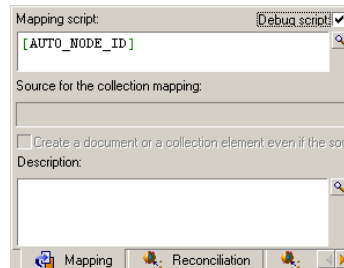 Mapping script:
Debug script
[AUTO_NODE_ID]
Source for the collection mapping:
Create a document or a collection element even if the
Description:
Mapping
Reconciliation